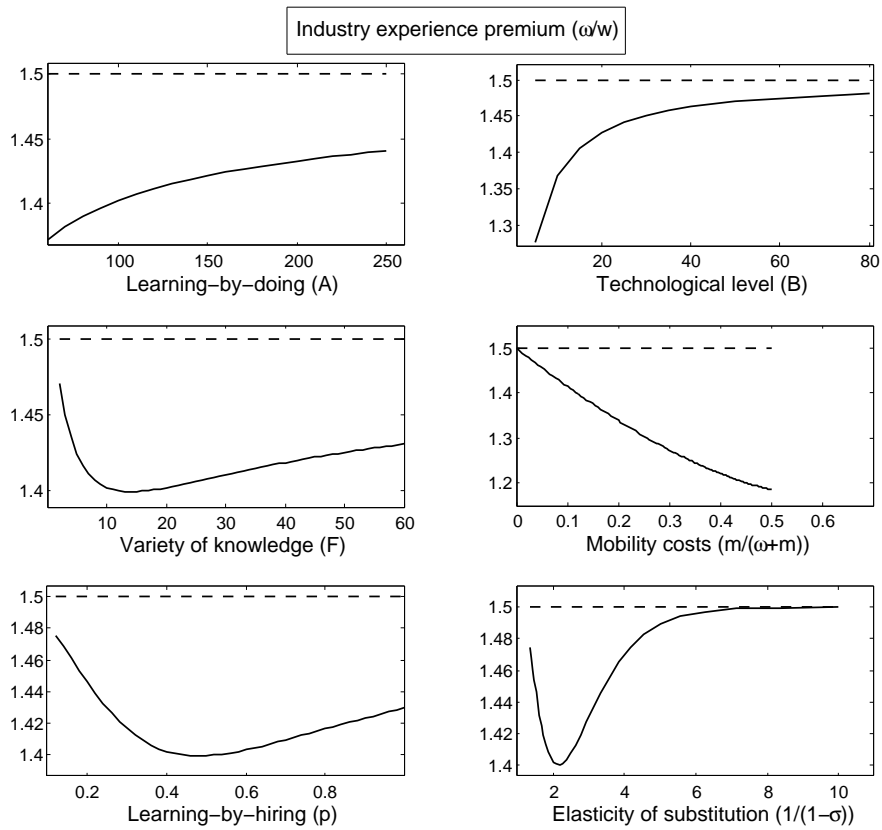 Industry experience premium (ω/w)
1.5
1.45
1.4
100 150 200 250
Learning−by−doing (A)
1.5
1.45
1.4
1.35
1.3
20 40 60 80
Technological level (B)
1.5
1.45
1.4
10 20 30 40 50 60
Variety of knowledge (F)
1.5
1.4
1.3
1.2
0 0.1 0.2 0.3 0.4 0.5 0.6
Mobility costs (m/(ω+m))
1.5
1.48
1.46
1.44
1.42
1.4
0.2 0.4 0.6 0.8
Learning−by−hiring (p)
1.5
1.48
1.46
1.44
1.42
1.4
2 4 6 8 10
Elasticity of substitution (1/(1−σ))